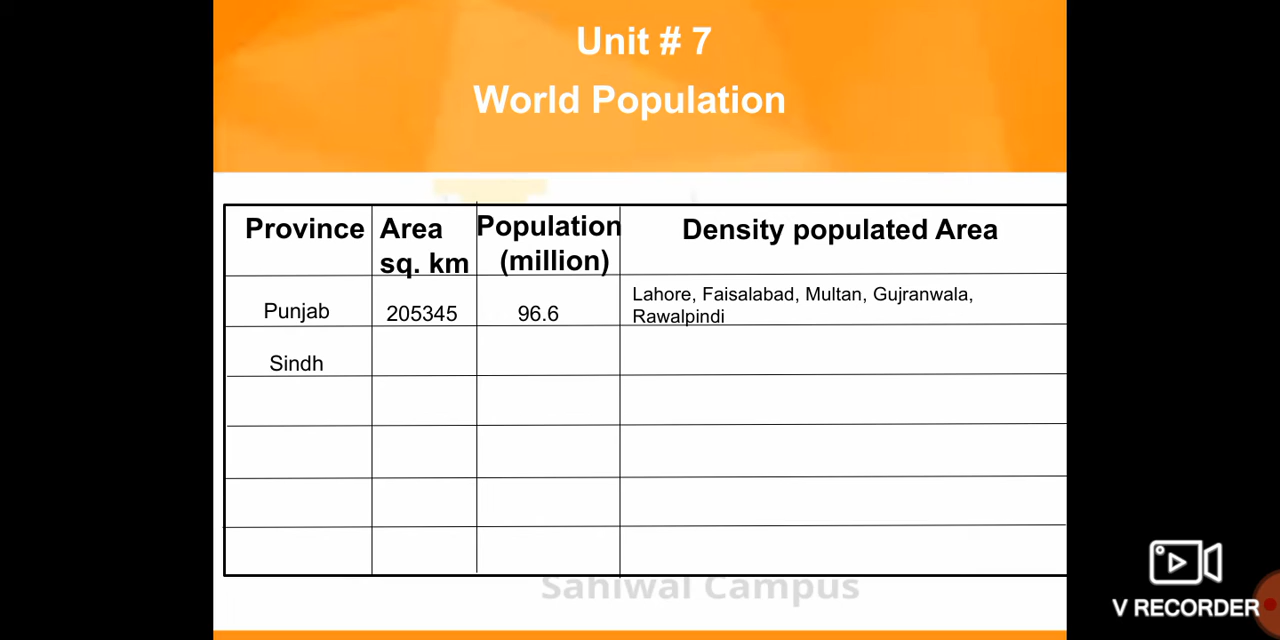 Unit # 7
World Population
Province Area sq. km Population (million) Density populated Area
Punjab 205345 96.6 Lahore, Faisalabad, Multan, Gujranwala,
Rawalpindi
Sindh
Sahiwal Campus
V RECORDER